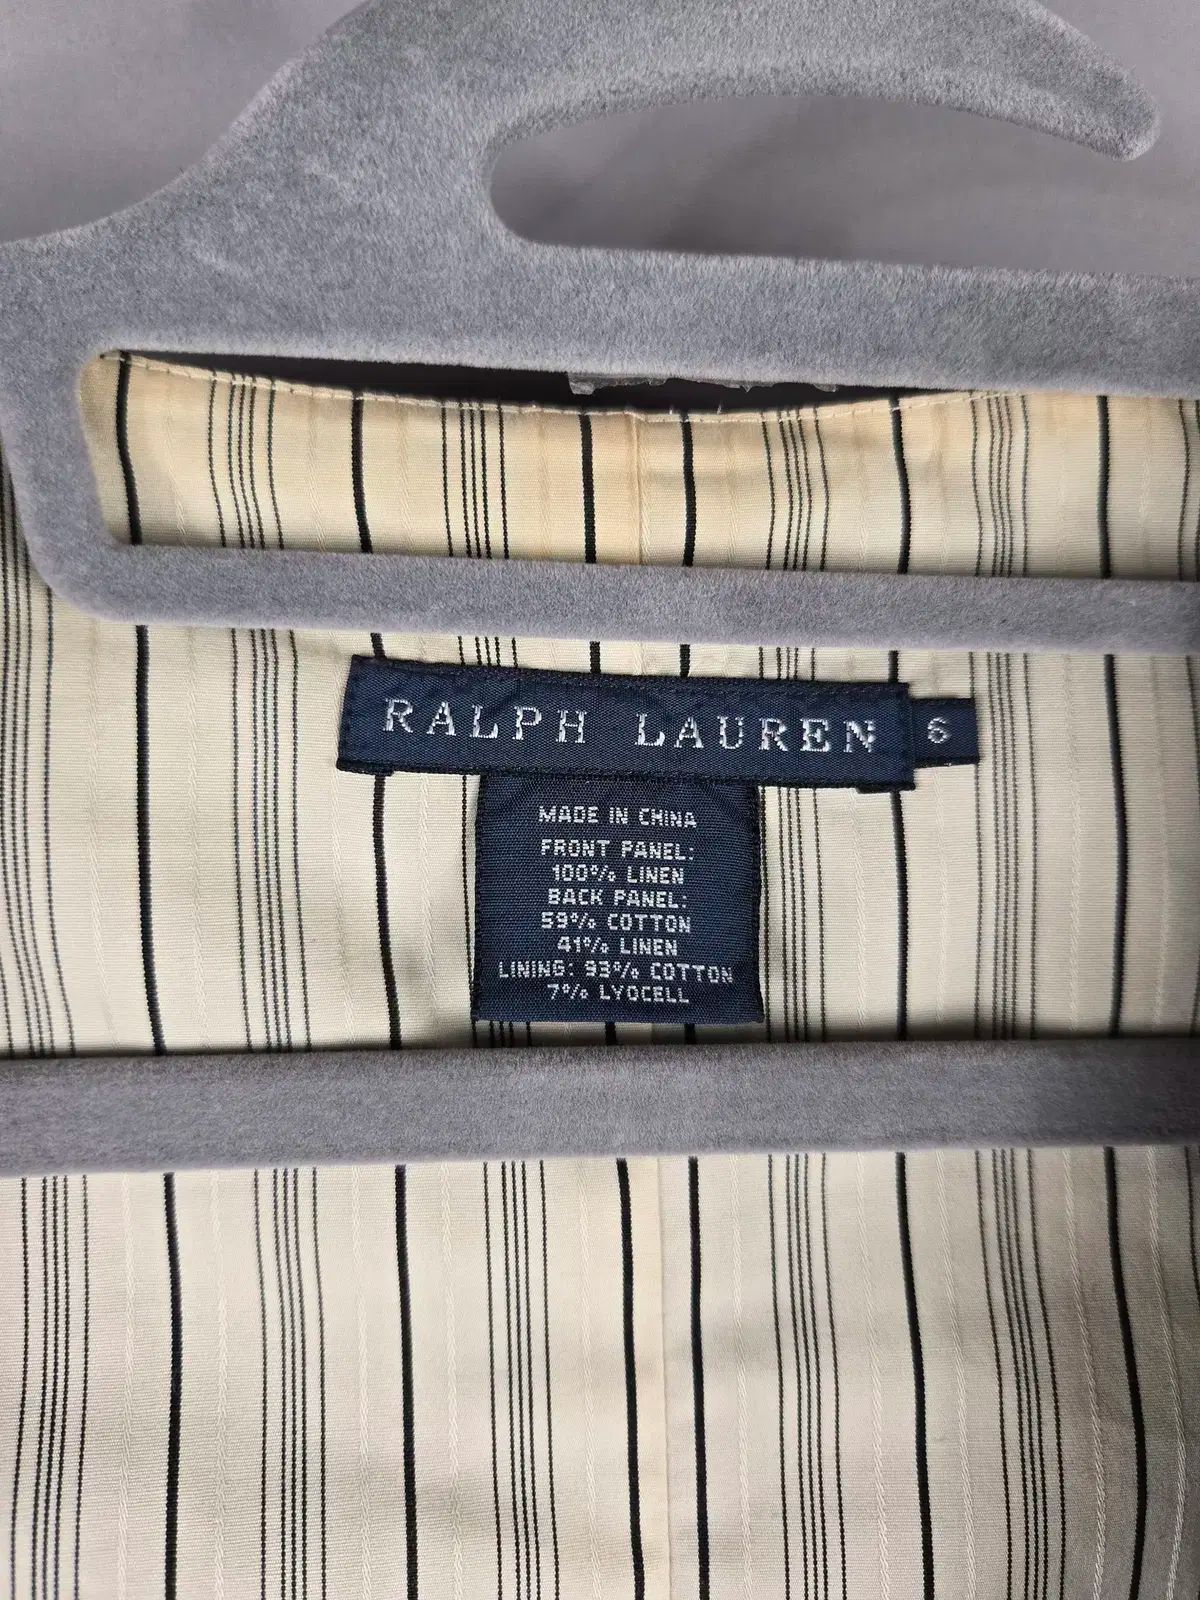 RALPH LAUREN 6
MADE IN CHINA
FRONT PANEL:
100% LINEN
BACK PANEL:
59% COTTON
41% LINEN
LINING: 93% COTTON
7% LYOCELL